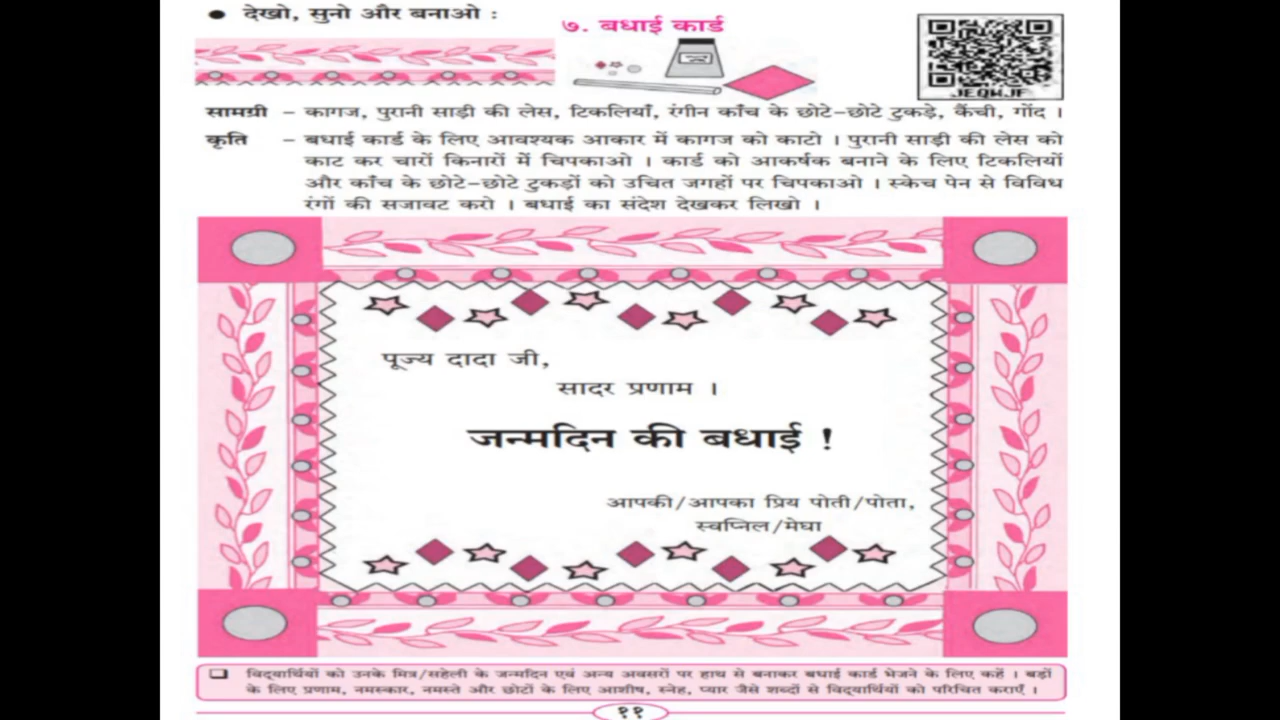 ● देखो, सुनो और बनाओ :
७. बधाई कार्ड
JEQWJF
सामग्री – कागज, पुरानी साड़ी की लेस, टिकलियाँ, रंगीन काँच के छोटे-छोटे टुकड़े, कैंची, गोंद ।
कृति – बधाई कार्ड के लिए आवश्यक आकार में कागज को काटो । पुरानी साड़ी की लेस को
काट कर चारों किनारों में चिपकाओ । कार्ड को आकर्षक बनाने के लिए टिकलियों
और काँच के छोटे-छोटे टुकड़ों को उचित जगहों पर चिपकाओ । स्केच पेन से विविध
रंगों की सजावट करो । बधाई का संदेश देखकर लिखो ।
पूज्य दादा जी,
सादर प्रणाम ।
जन्मदिन की बधाई !
आपकी/आपका प्रिय पोती/पोता,
स्वप्निल/मेघा
❑ विद्यार्थियों को उनके मित्र/सहेली के जन्मदिन एवं अन्य अवसरों पर हाथ से बनाकर बधाई कार्ड भेजने के लिए कहें । बड़ों
के लिए प्रणाम, नमस्कार, नमस्ते और छोटों के लिए आशीष, स्नेह, प्यार जैसे शब्दों से विद्यार्थियों को परिचित कराएँ ।
११